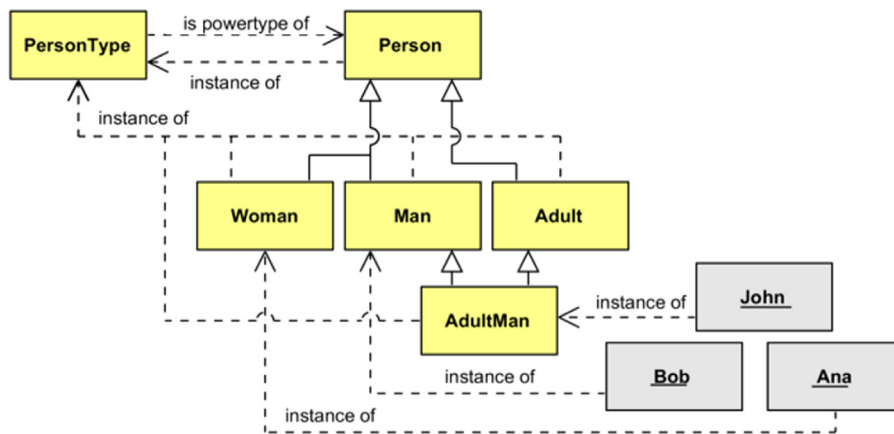 is powertype of
PersonType
Person
instance of
instance of
Woman
Man
Adult
AdultMan
instance of
John
instance of
Bob
Ana
instance of